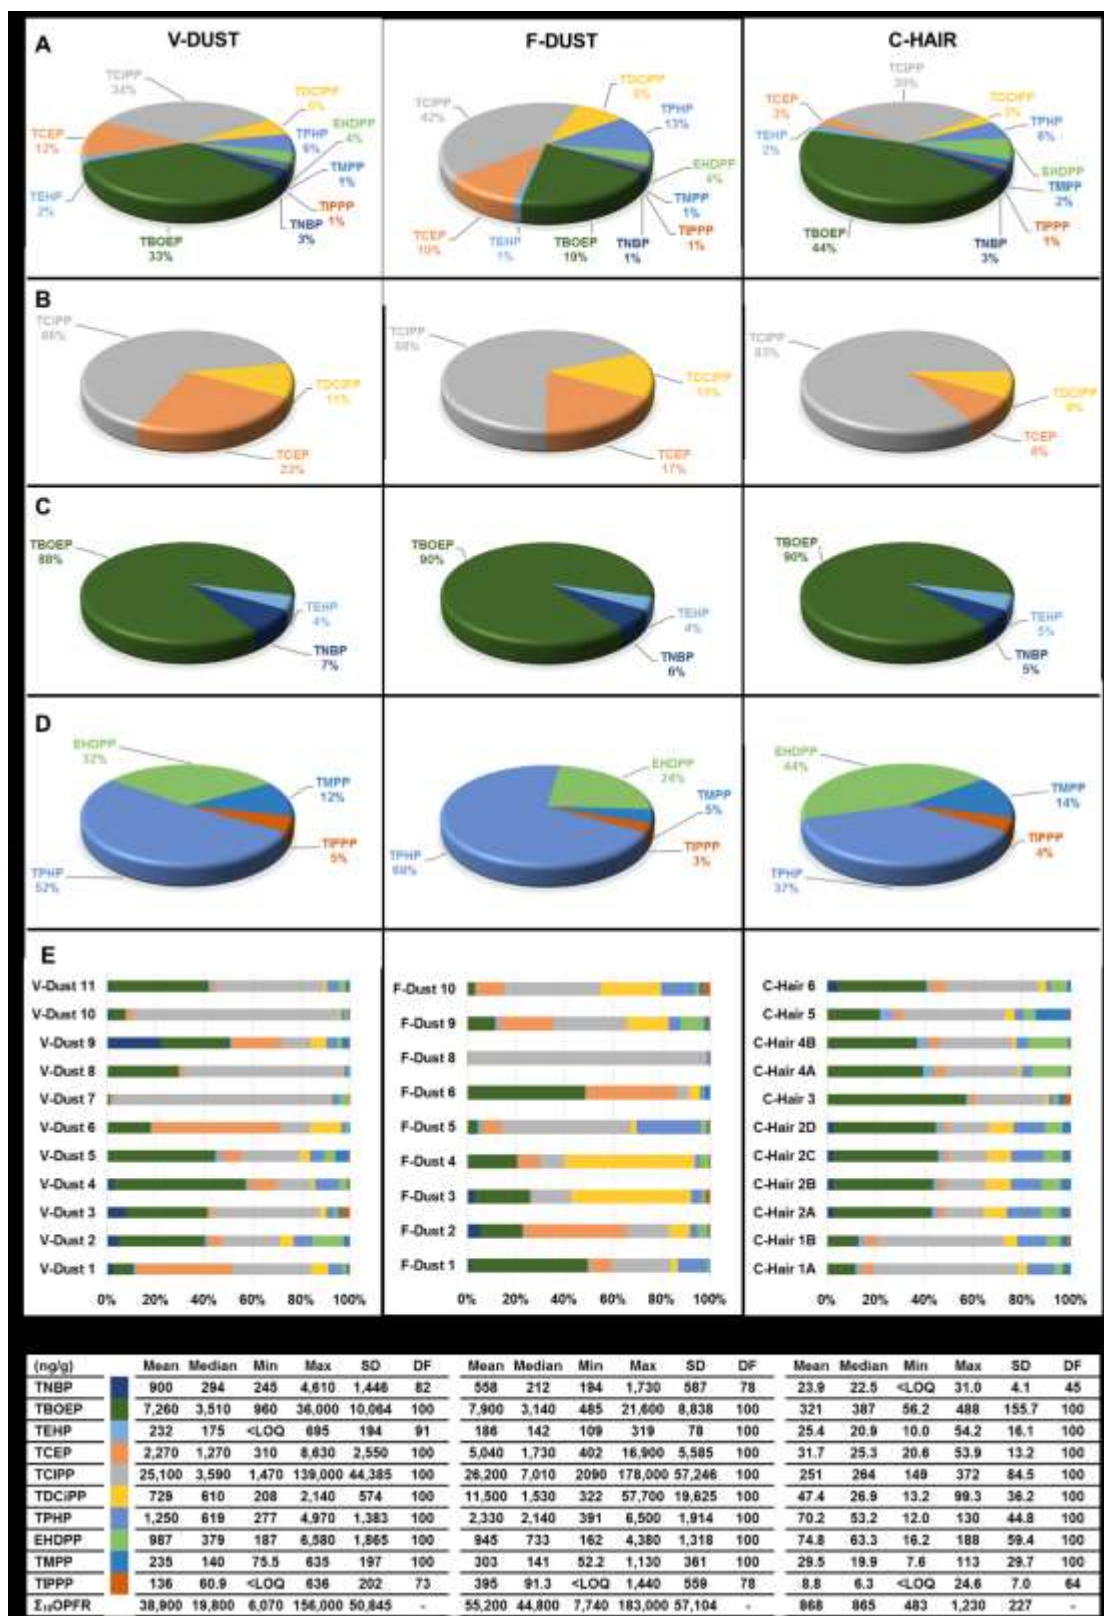 A
V-DUST
F-DUST
C-HAIR
TCIPP
34%
TDCIPP
6%
TCEP
12%
TPHP
6%
EHDPP
4%
TMPP
1%
TEHP
2%
TIPPP
1%
TNBP
3%
TBOEP
33%
TCIPP
42%
TDCIPP
TPHP
13%
EHDPP
4%
TMPP
1%
TIPPP
1%
TCEP
10%
TEHP
1%
TBOEP
19%
TNBP
1%
TCIPP
TDCIPP
TCEP
3%
TPHP
6%
TEHP
2%
EHDPP
TMPP
2%
TIPPP
1%
TBOEP
44%
TNBP
3%
B
TCIPP
66%
TDCIPP
11%
TCEP
23%
TCIPP
68%
TDCIPP
15%
TCEP
17%
TCIPP
83%
TDCIPP
TCEP
C
TBOEP
88%
TEHP
4%
TNBP
7%
TBOEP
90%
TEHP
4%
TNBP
6%
TBOEP
90%
TEHP
5%
TNBP
5%
D
EHDPP
32%
TMPP
12%
TIPPP
5%
TPHP
52%
EHDPP
24%
TMPP
5%
TIPPP
3%
TPHP
68%
EHDPP
44%
TMPP
14%
TIPPP
4%
TPHP
37%
E
V-Dust 11
V-Dust 10
V-Dust 9
V-Dust 8
V-Dust 7
V-Dust 6
V-Dust 5
V-Dust 4
V-Dust 3
V-Dust 2
V-Dust 1
0% 20% 40% 60% 80% 100%
F-Dust 10
F-Dust 9
F-Dust 8
F-Dust 6
F-Dust 5
F-Dust 4
F-Dust 3
F-Dust 2
F-Dust 1
0% 20% 40% 60% 80% 100%
C-Hair 6
C-Hair 5
C-Hair 4B
C-Hair 4A
C-Hair 3
C-Hair 2D
C-Hair 2C
C-Hair 2B
C-Hair 2A
C-Hair 1B
C-Hair 1A
0% 20% 40% 60% 80% 100%
(ng/g) Mean Median Min Max SD DF Mean Median Min Max SD DF Mean Median Min Max SD DF
TNBP 900 294 245 4,610 1,446 82 558 212 194 1,730 587 78 23.9 22.5 <LOQ 31.0 4.1 45
TBOEP 7,260 3,510 960 36,000 10,064 100 7,900 3,140 485 21,600 8,838 100 321 387 56.2 488 155.7 100
TEHP 232 175 <LOQ 695 194 91 186 142 109 319 78 100 25.4 20.9 10.0 54.2 16.1 100
TCEP 2,270 1,270 310 8,630 2,550 100 5,040 1,730 402 16,900 5,585 100 31.7 25.3 20.6 53.9 13.2 100
TCIPP 25,100 3,590 1,470 139,000 44,385 100 26,200 7,010 2090 178,000 57,246 100 251 264 149 372 84.5 100
TDCiPP 729 610 208 2,140 574 100 11,500 1,530 322 57,700 19,625 100 47.4 26.9 13.2 99.3 36.2 100
TPHP 1,250 619 277 4,970 1,383 100 2,330 2,140 391 6,500 1,914 100 70.2 53.2 12.0 130 44.8 100
EHDPP 987 379 187 6,580 1,865 100 945 733 162 4,380 1,318 100 74.8 63.3 16.2 188 59.4 100
TMPP 235 140 75.5 635 197 100 303 141 52.2 1,130 361 100 29.5 19.9 7.6 113 29.7 100
TIPPP 136 60.9 <LOQ 636 202 73 395 91.3 <LOQ 1,440 559 78 8.8 6.3 <LOQ 24.6 7.0 64
Σ₁₀OPFR 38,900 19,800 6,070 156,000 50,845 - 55,200 44,800 7,740 183,000 57,104 - 868 865 483 1,230 227 -